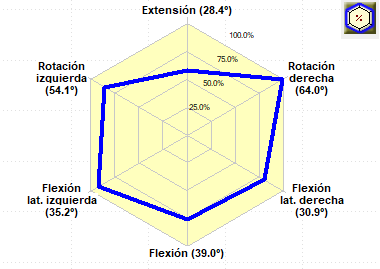 Extensión (28.4º)
%
100.0%
75.0%
50.0%
25.0%
Rotación
izquierda
(54.1º)
Rotación
derecha
(64.0º)
Flexión
lat. izquierda
(35.2º)
Flexión
lat. derecha
(30.9º)
Flexión (39.0º)